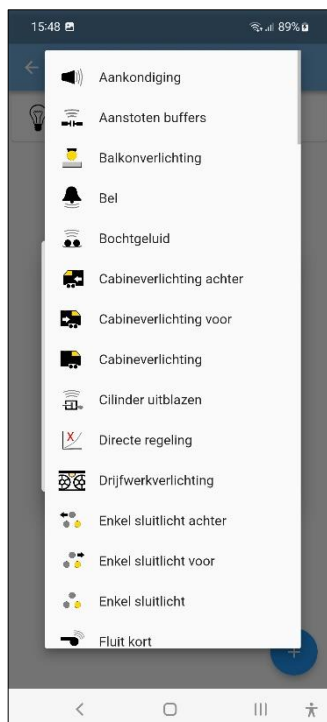 15:48 89%
Aankondiging
Aanstoten buffers
Balkonverlichting
Bel
Bochtgeluid
Cabineverlichting achter
Cabineverlichting voor
Cabineverlichting
Cilinder uitblazen
Directe regeling
Drijfwerkverlichting
Enkel sluitlicht achter
Enkel sluitlicht voor
Enkel sluitlicht
Fluit kort